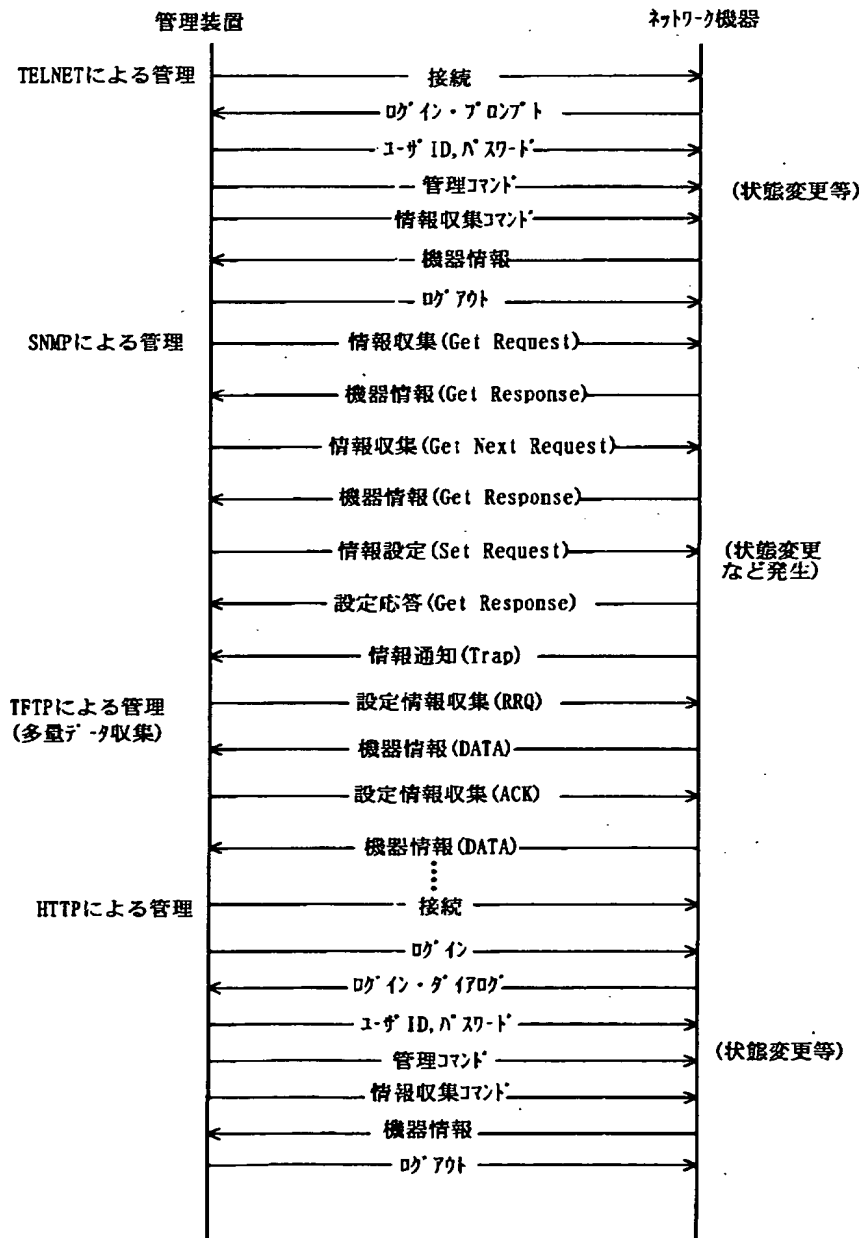 管理装置
ﾈｯﾄﾜｰｸ機器
TELNETによる管理
接続
ﾛｸﾞｲﾝ・ﾌﾟﾛﾝﾌﾟﾄ
ﾕｰｻﾞID,ﾊﾟｽﾜｰﾄﾞ
管理ｺﾏﾝﾄﾞ
(状態変更等)
情報収集ｺﾏﾝﾄﾞ
機器情報
ﾛｸﾞｱｳﾄ
SNMPによる管理
情報収集(Get Request)
機器情報(Get Response)
情報収集(Get Next Request)
機器情報(Get Response)
情報設定(Set Request)
(状態変更
など発生)
設定応答(Get Response)
情報通知(Trap)
TFTPによる管理
(多量ﾃﾞｰﾀ収集)
設定情報収集(RRQ)
機器情報(DATA)
設定情報収集(ACK)
機器情報(DATA)
HTTPによる管理
接続
ﾛｸﾞｲﾝ
ﾛｸﾞｲﾝ・ﾀﾞｲｱﾛｸﾞ
ﾕｰｻﾞID,ﾊﾟｽﾜｰﾄﾞ
管理ｺﾏﾝﾄﾞ
(状態変更等)
情報収集ｺﾏﾝﾄﾞ
機器情報
ﾛｸﾞｱｳﾄ